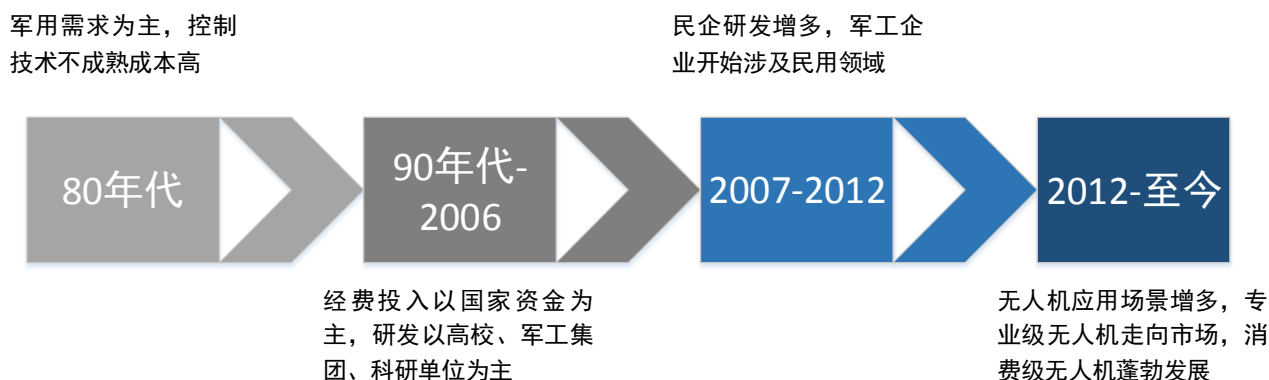 军用需求为主，控制
技术不成熟成本高
民企研发增多，军工企
业开始涉及民用领域
80年代
90年代-
2006
2007-2012
2012-至今
经费投入以国家资金为
主，研发以高校、军工集
团、科研单位为主
无人机应用场景增多，专
业级无人机走向市场，消
费级无人机蓬勃发展